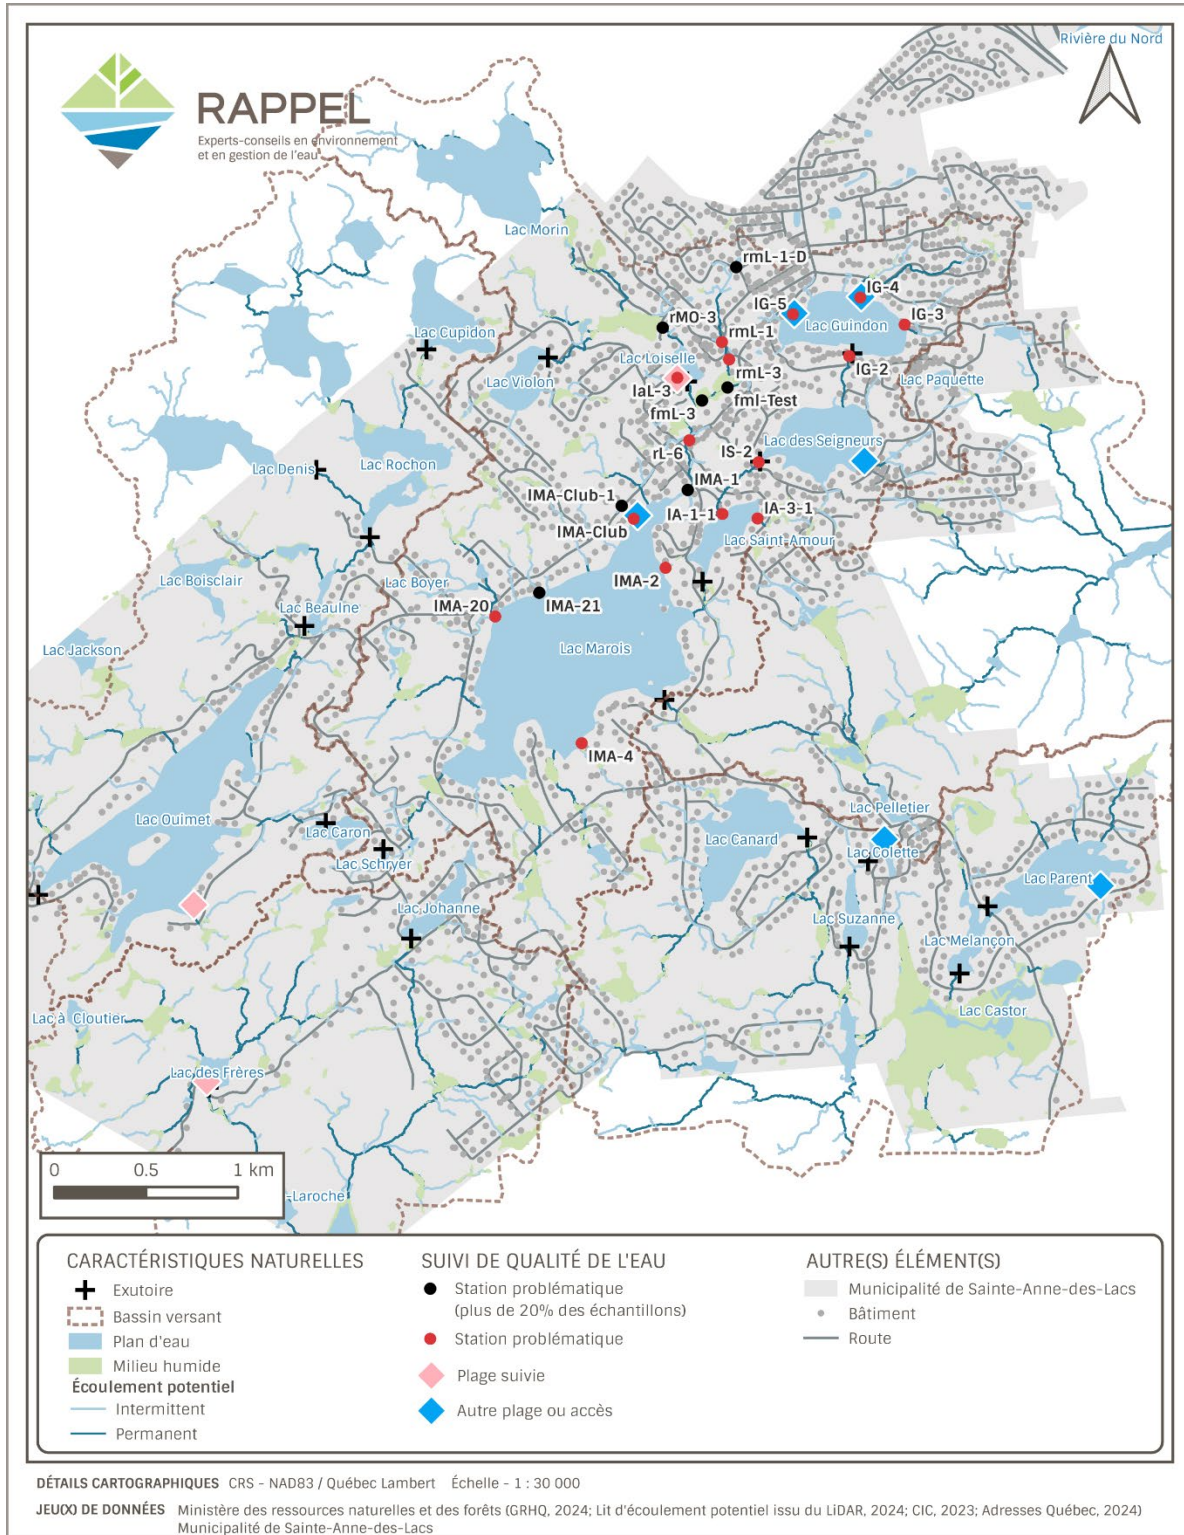 Rivière du Nord
RAPPEL
Experts-conseils en environnement
et en gestion de l'eau
Lac Morin
rmL-1-D
IG-4
IG-5
IG-3
rMO-3
Lac Guindon
Lac Cupidon
rmL-1
Lac Loiselle
IG-2
rmL-3
Lac Violon
Lac Paquette
IaL-3
fml-Test
fmL-3
Lac des Seigneurs
rL-6
IS-2
Lac Denis
Lac Rochon
IMA-1
IMA-Club-1
IA-1-1
IA-3-1
IMA-Club
Lac Saint-Amour
IMA-2
Lac Boisclair
Lac Boyer
IMA-20
IMA-21
Lac Beaulne
Lac Jackson
Lac Marois
IMA-4
Lac Ouimet
Lac Pelletier
Lac Caron
Lac Canard
Lac Colette
Lac Schryer
Lac Parent
Lac Johanne
Lac Suzanne
Lac Melançon
Lac à Cloutier
Lac Castor
Lac des Frères
0 0.5 1 km
-Laroche
CARACTÉRISTIQUES NATURELLES
Exutoire
Bassin versant
Plan d'eau
Milieu humide
Écoulement potentiel
Intermittent
Permanent
SUIVI DE QUALITÉ DE L'EAU
Station problématique
(plus de 20% des échantillons)
Station problématique
Plage suivie
Autre plage ou accès
AUTRE(S) ÉLÉMENT(S)
Municipalité de Sainte-Anne-des-Lacs
Bâtiment
Route
DÉTAILS CARTOGRAPHIQUES CRS - NAD83 / Québec Lambert Échelle - 1 : 30 000
JEU(X) DE DONNÉES Ministère des ressources naturelles et des forêts (GRHQ, 2024; Lit d'écoulement potentiel issu du LiDAR, 2024; CIC, 2023; Adresses Québec, 2024)
Municipalité de Sainte-Anne-des-Lacs